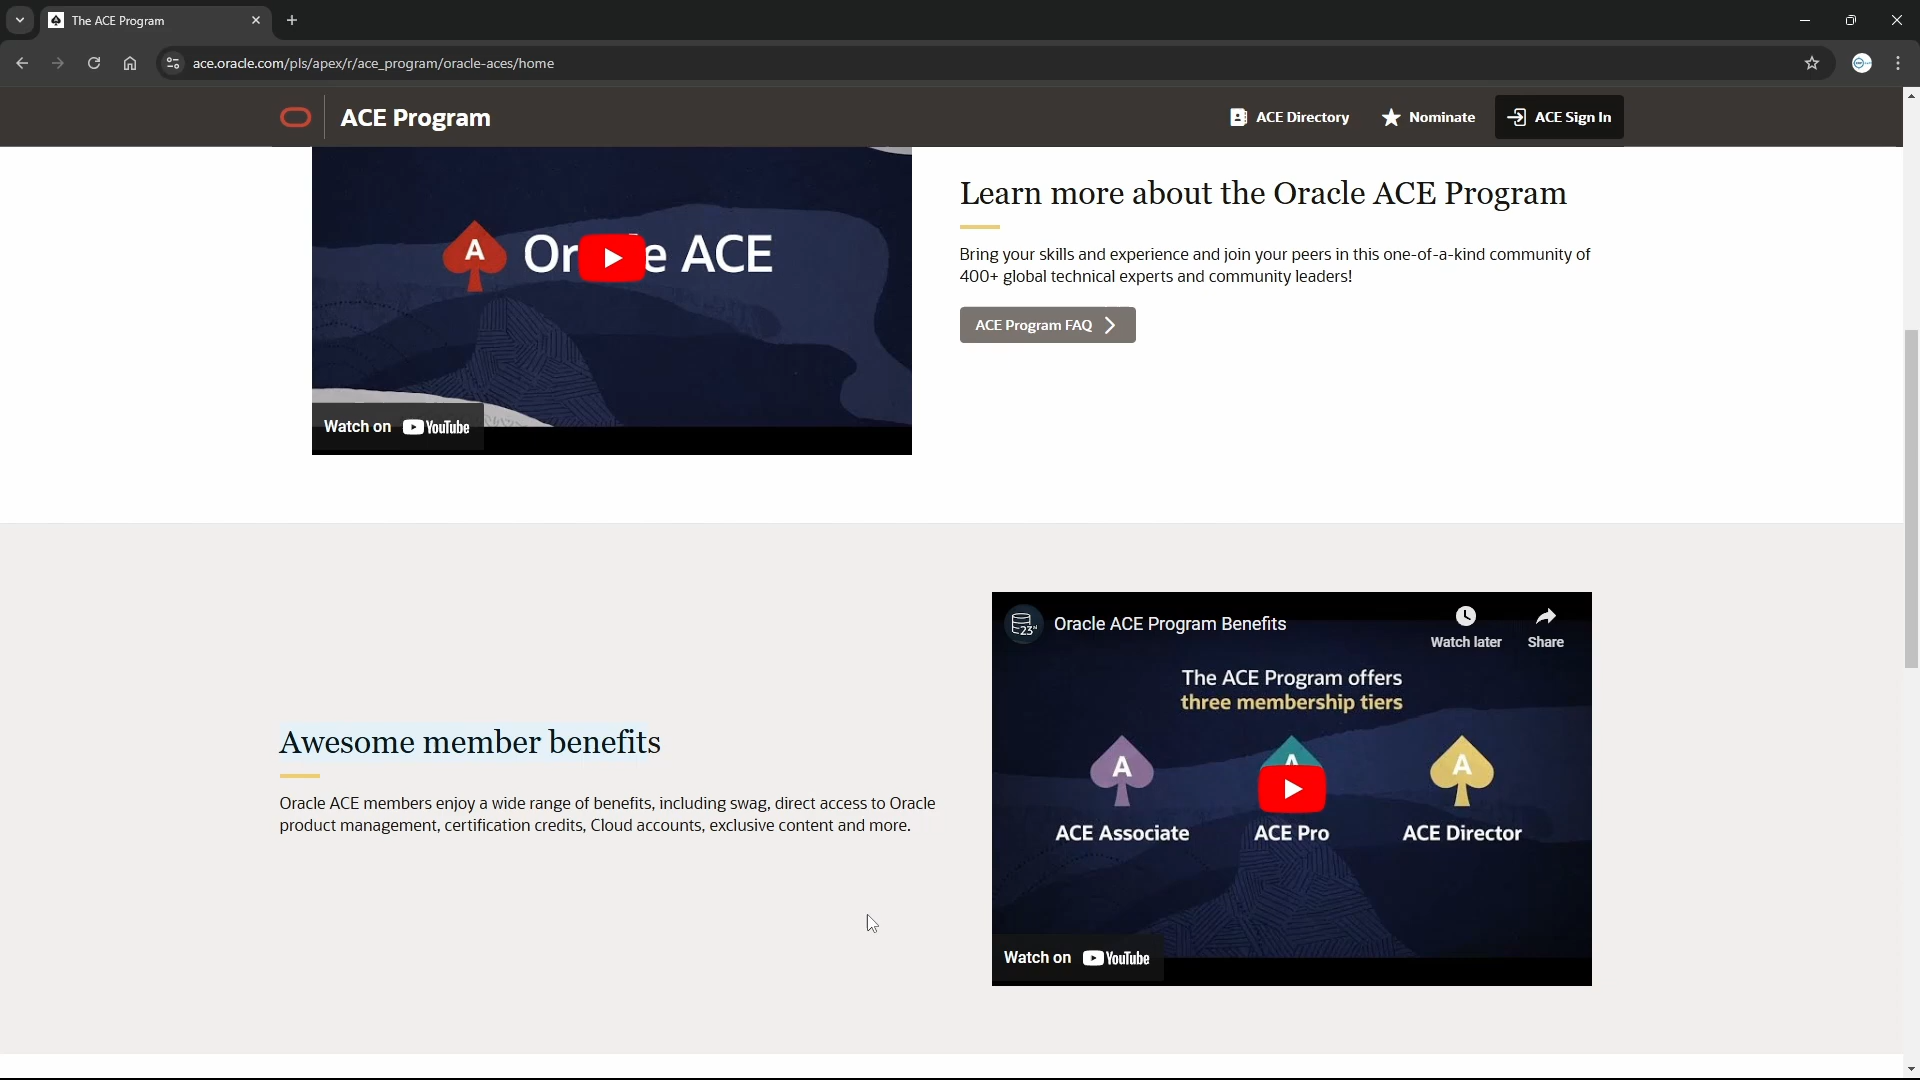 The ACE Program
ace.oracle.com/pls/apex/r/ace_program/oracle-aces/home
ACE Program
ACE Directory
Nominate
ACE Sign In
A
Or e ACE
Watch on YouTube
Learn more about the Oracle ACE Program
Bring your skills and experience and join your peers in this one-of-a-kind community of
400+ global technical experts and community leaders!
ACE Program FAQ
Awesome member benefits
Oracle ACE members enjoy a wide range of benefits, including swag, direct access to Oracle
product management, certification credits, Cloud accounts, exclusive content and more.
23
Oracle ACE Program Benefits
Watch later
Share
The ACE Program offers
three membership tiers
A
A
A
ACE Associate
ACE Pro
ACE Director
Watch on YouTube